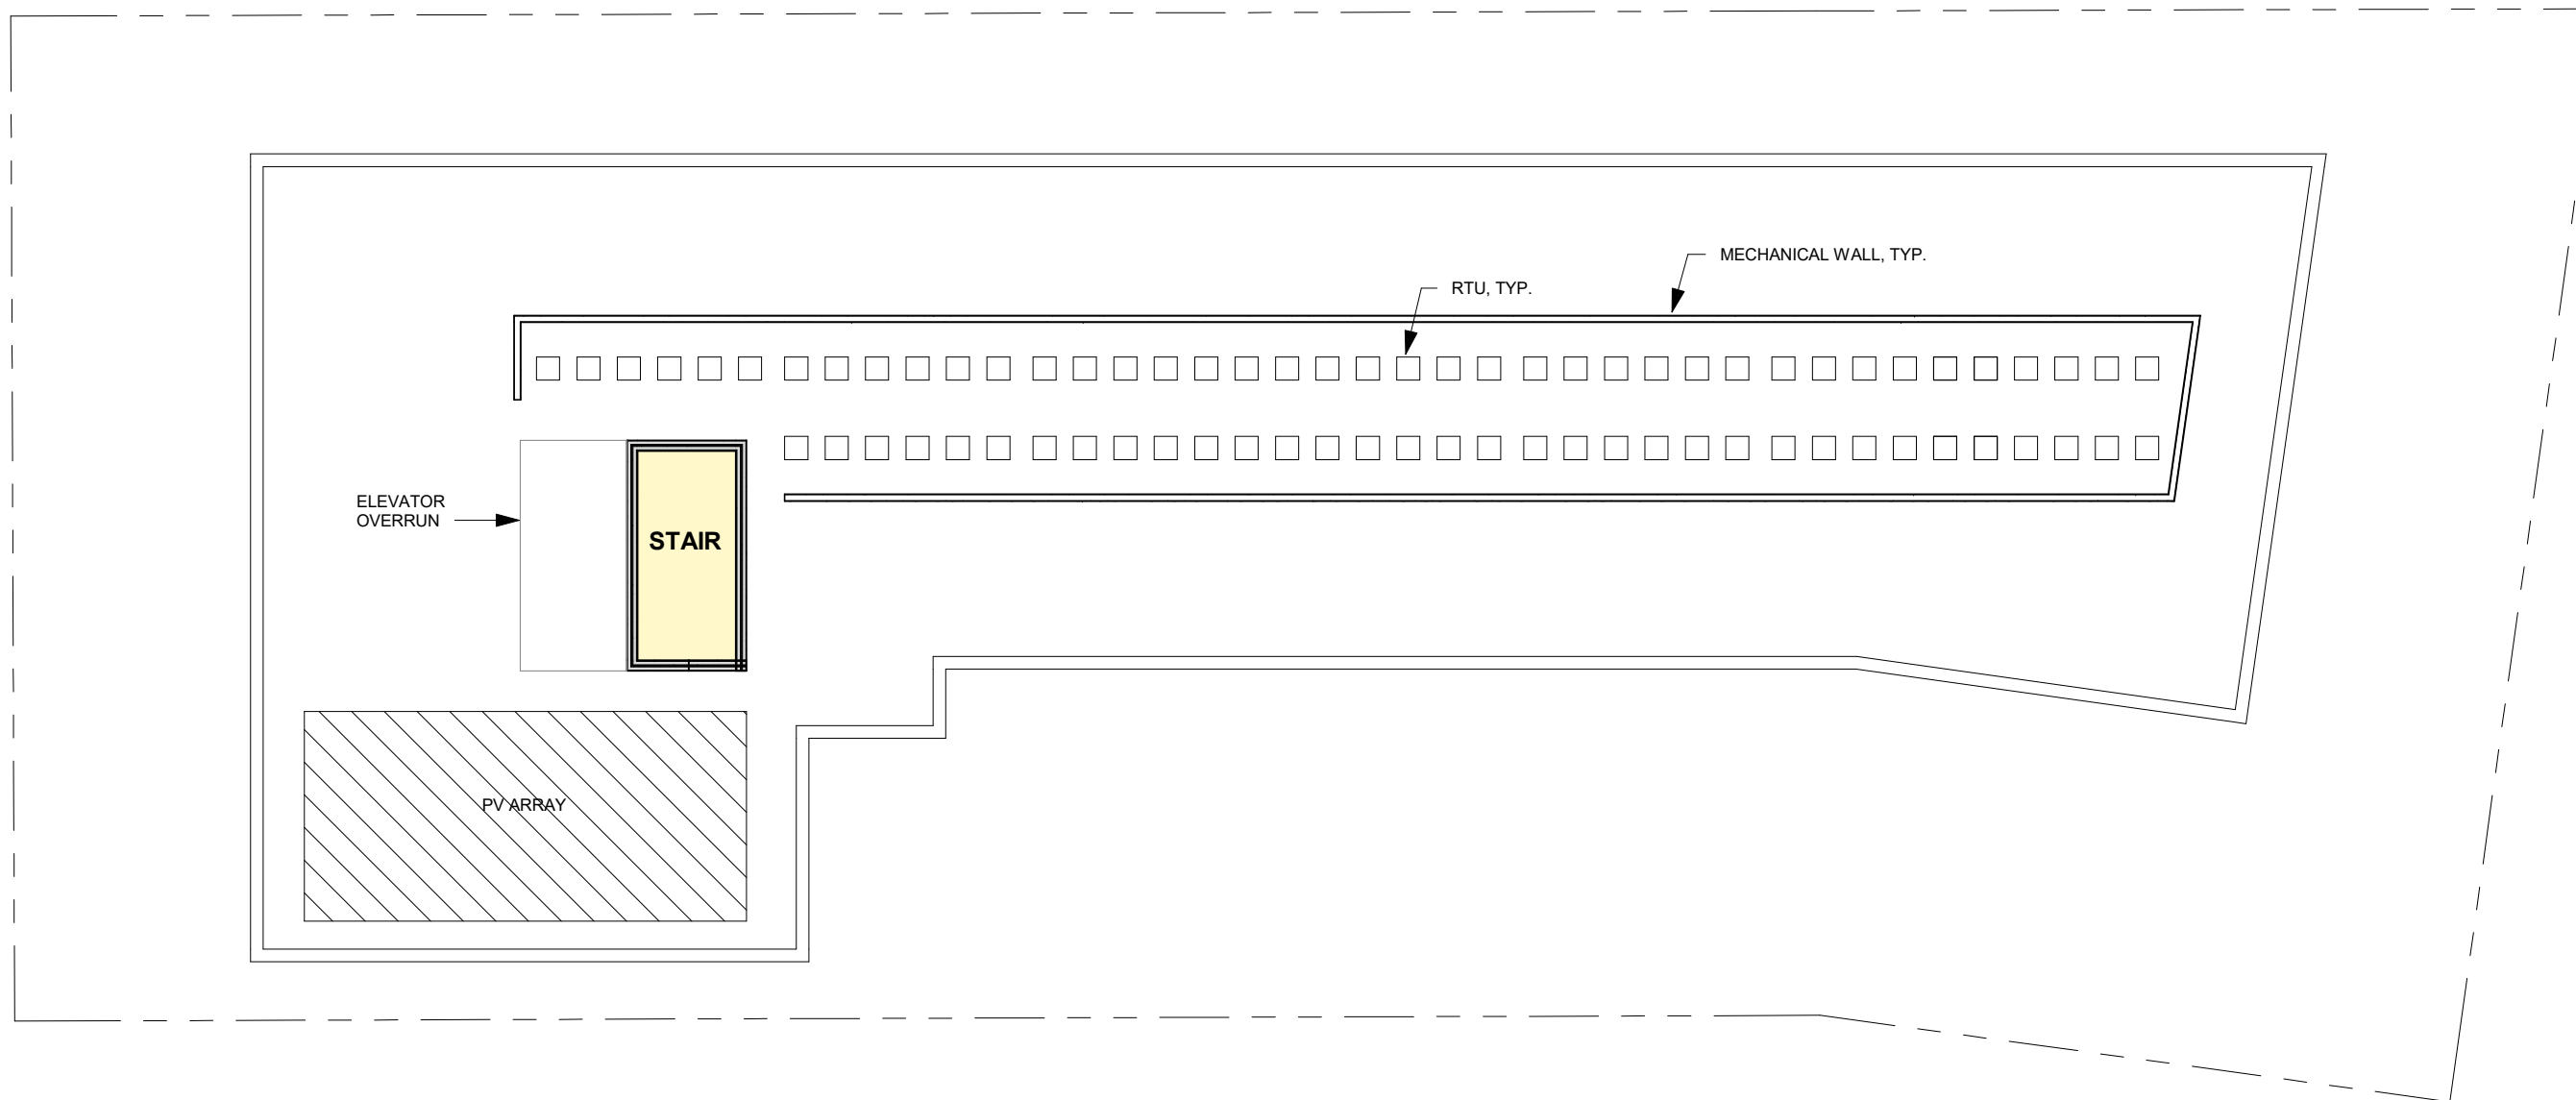 MECHANICAL WALL, TYP.
RTU, TYP.
ELEVATOR
OVERRUN
STAIR
PV ARRAY